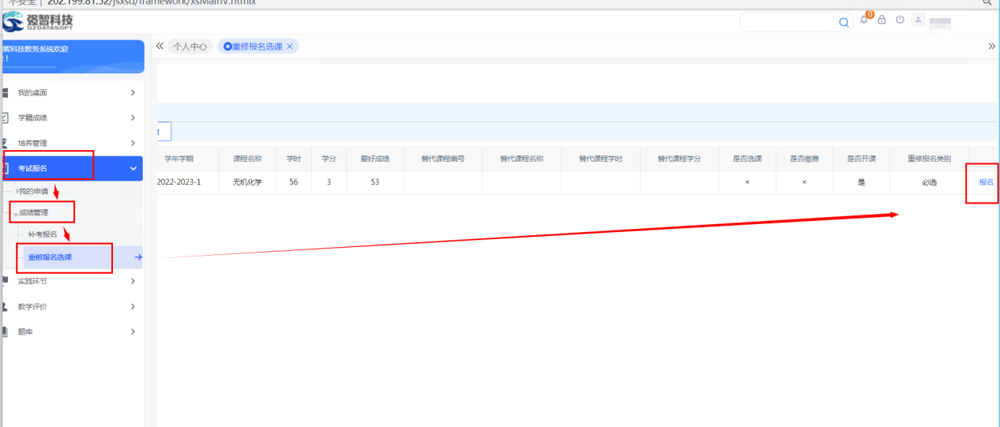 不安全 | 202.199.81.52/jsxsd/framework/xsMainV.htmlx
强智科技
QZDATASOFT
0
智科技教务系统欢迎
！
个人中心
重修报名选课 ×
我的桌面
学籍成绩
培养管理
考试报名
我的申请
成绩管理
补考报名
重修报名选课
实践环节
教学评价
题库
学年学期 课程名称 学时 学分 最好成绩 替代课程编号 替代课程名称 替代课程学时 替代课程学分 是否选课 是否缴费 是否开课 重修报名类别
2022-2023-1 无机化学 56 3 53 × × 是 必选 报名